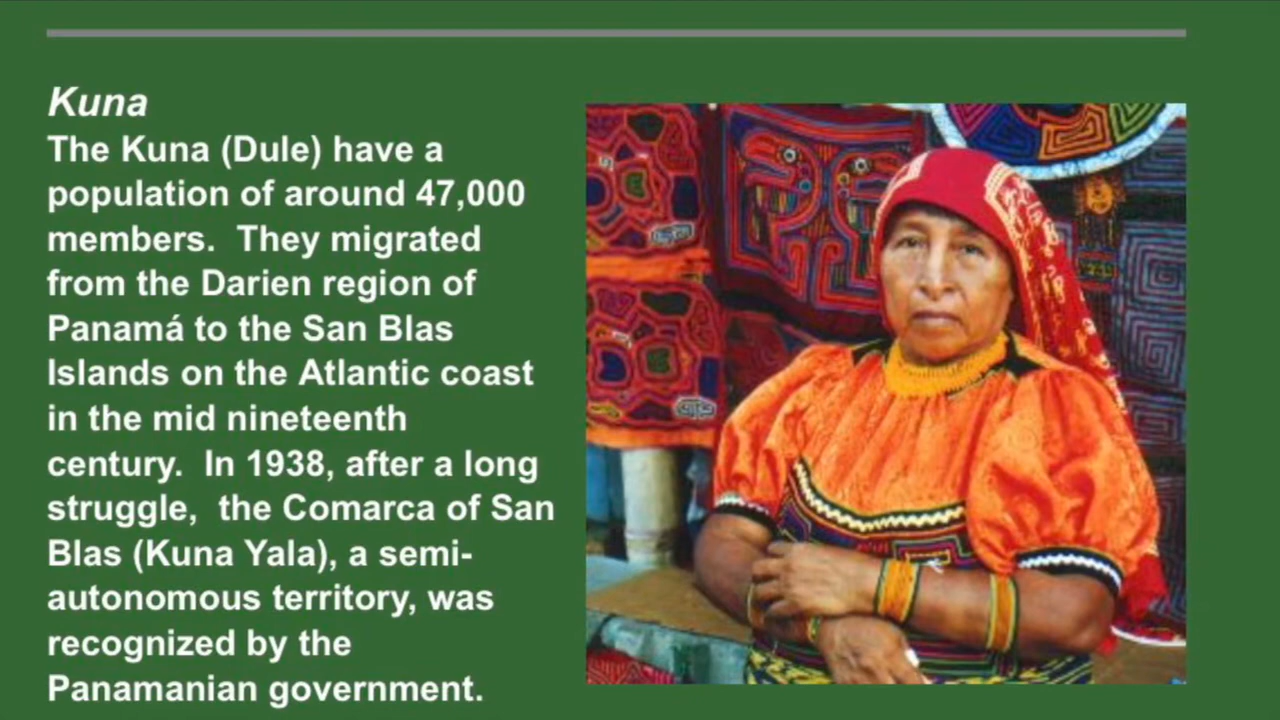 Kuna
The Kuna (Dule) have a
population of around 47,000
members.  They migrated
from the Darien region of
Panamá to the San Blas
Islands on the Atlantic coast
in the mid nineteenth
century.  In 1938, after a long
struggle,  the Comarca of San
Blas (Kuna Yala), a semi-
autonomous territory, was
recognized by the
Panamanian government.